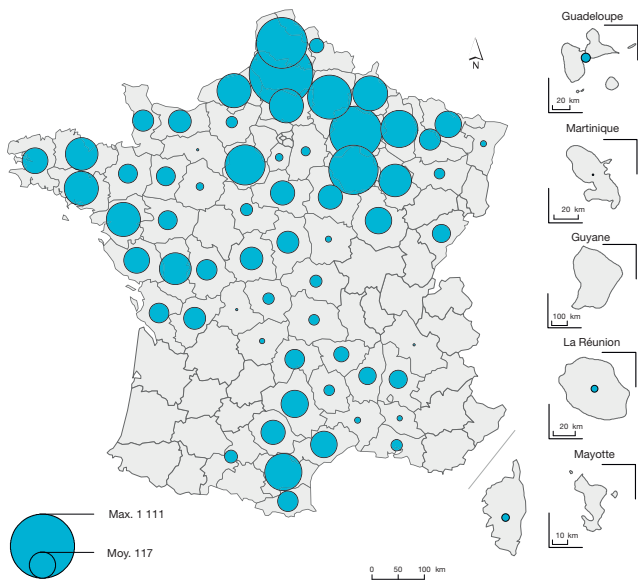 Guadeloupe
20 km
N
Martinique
20 km
Guyane
100 km
La Réunion
20 km
Mayotte
10 km
Max. 1 111
Moy. 117
0 50 100 km